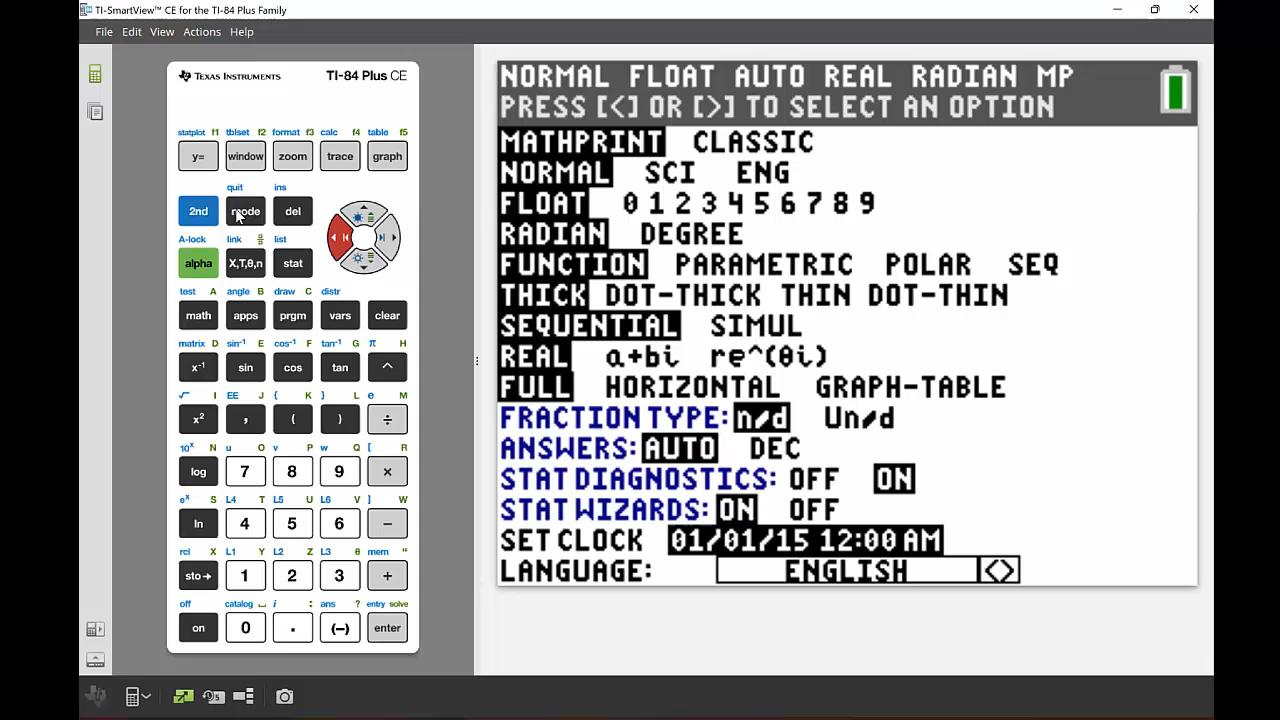 TI-SmartView™ CE for the TI-84 Plus Family
File Edit View Actions Help
TEXAS INSTRUMENTS TI-84 Plus CE
statplot f1 tblset f2 format f3 calc f4 table f5
y= window zoom trace graph
quit ins
2nd mode del
A-lock link list
alpha X,T,θ,n stat
test A angle B draw C distr
math apps prgm vars clear
matrix D sin⁻¹ E cos⁻¹ F tan⁻¹ G π H
x⁻¹ sin cos tan ^
√ I EE J { K } L e M
x² , ( ) ÷
10ˣ N u O v P w Q [ R
log 7 8 9 ×
eˣ S L4 T L5 U L6 V ] W
ln 4 5 6 −
rcl X L1 Y L2 Z L3 θ mem "
sto→ 1 2 3 +
off catalog ␣ i : ans ? entry solve
on 0 . (−) enter
NORMAL FLOAT AUTO REAL RADIAN MP
PRESS [<] OR [>] TO SELECT AN OPTION
MATHPRINT CLASSIC
NORMAL SCI ENG
FLOAT 0 1 2 3 4 5 6 7 8 9
RADIAN DEGREE
FUNCTION PARAMETRIC POLAR SEQ
THICK DOT-THICK THIN DOT-THIN
SEQUENTIAL SIMUL
REAL a+bi re^(θi)
FULL HORIZONTAL GRAPH-TABLE
FRACTION TYPE: n/d Un/d
ANSWERS: AUTO DEC
STAT DIAGNOSTICS: OFF ON
STAT WIZARDS: ON OFF
SET CLOCK 01/01/15 12:00 AM
LANGUAGE: ENGLISH <>